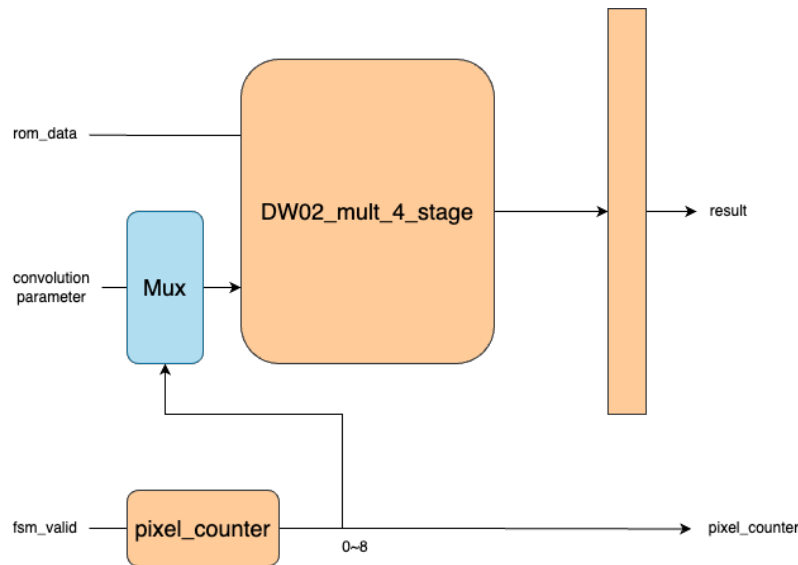 rom_data
DW02_mult_4_stage
result
convolution
parameter
Mux
fsm_valid
pixel_counter
0~8
pixel_counter